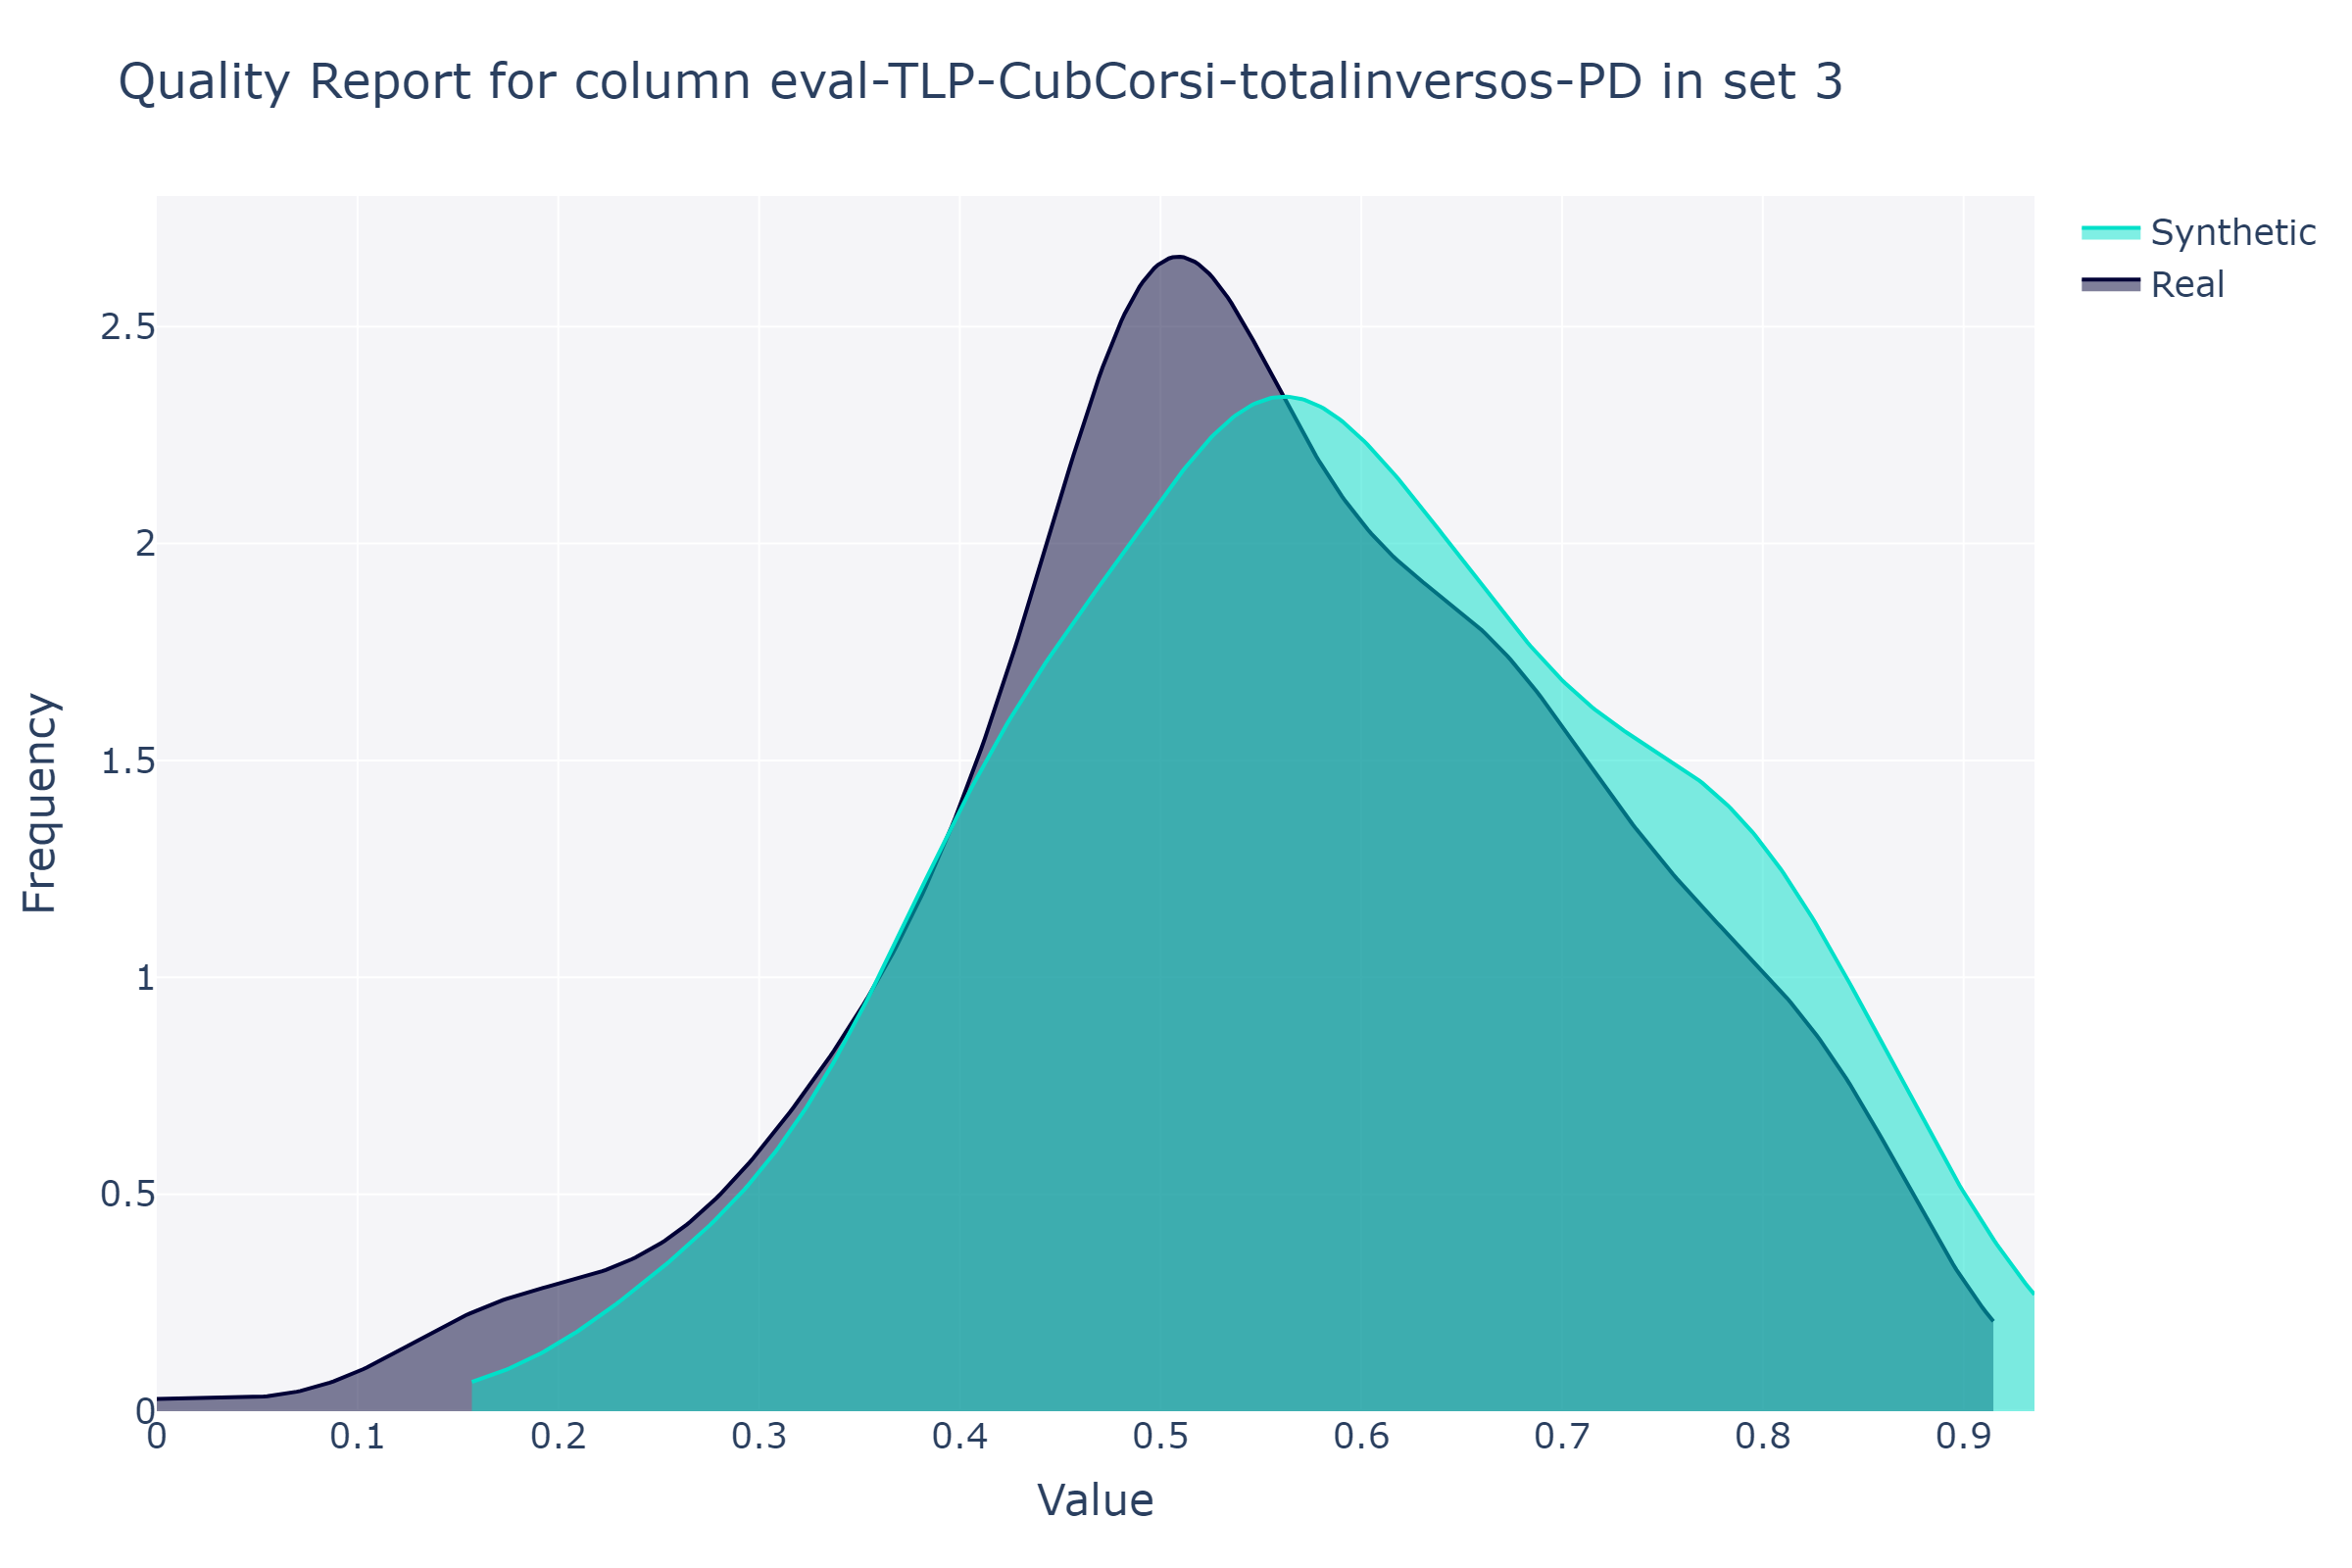 Quality Report for column eval-TLP-CubCorsi-totalinversos-PD in set 3
Synthetic
Real
2.5
2
1.5
1
0.5
0
Frequency
0 0.1 0.2 0.3 0.4 0.5 0.6 0.7 0.8 0.9
Value